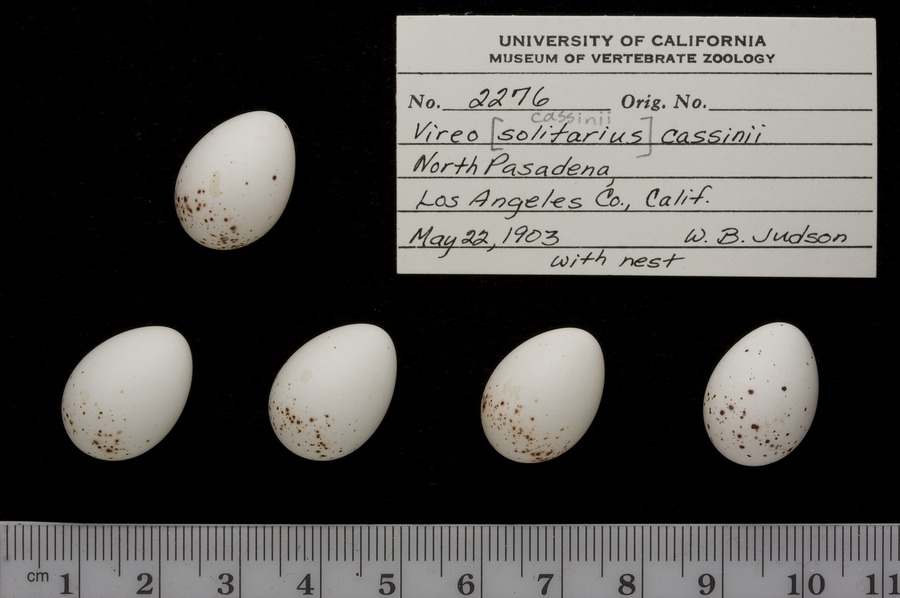 UNIVERSITY OF CALIFORNIA
MUSEUM OF VERTEBRATE ZOOLOGY
No. 2276 Orig. No.
cassinii
Vireo [solitarius] cassinii
North Pasadena,
Los Angeles Co., Calif.
May 22, 1903 W. B. Judson
with nest
cm 1 2 3 4 5 6 7 8 9 10 11